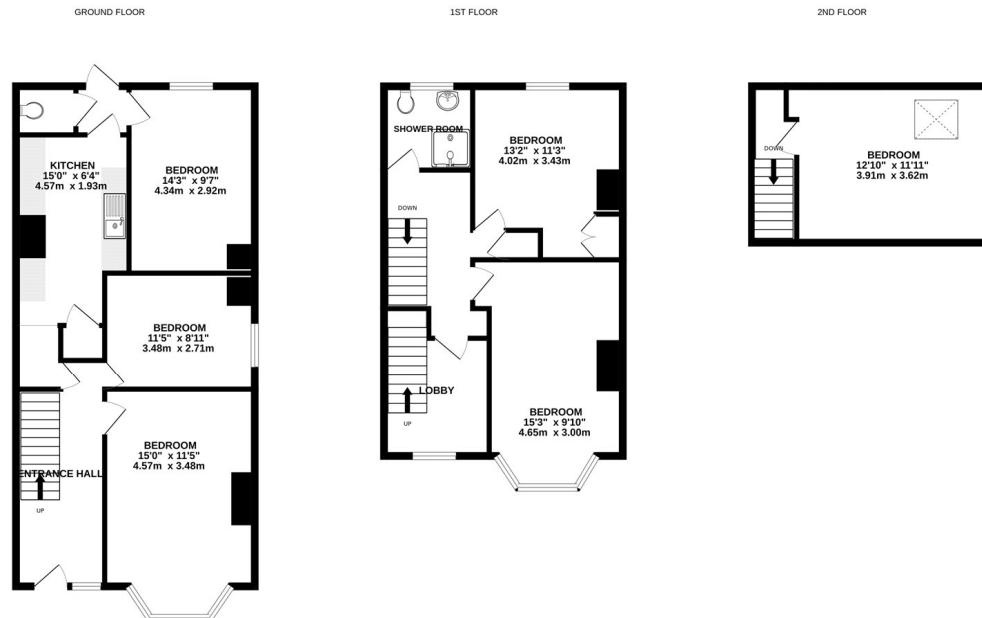 GROUND FLOOR
1ST FLOOR
2ND FLOOR
KITCHEN
15'0" x 6'4"
4.57m x 1.93m
BEDROOM
14'3" x 9'7"
4.34m x 2.92m
BEDROOM
11'5" x 8'11"
3.48m x 2.71m
BEDROOM
15'0" x 11'5"
4.57m x 3.48m
ENTRANCE HALL
UP
SHOWER ROOM
BEDROOM
13'2" x 11'3"
4.02m x 3.43m
DOWN
LOBBY
UP
BEDROOM
15'3" x 9'10"
4.65m x 3.00m
DOWN
BEDROOM
12'10" x 11'11"
3.91m x 3.62m